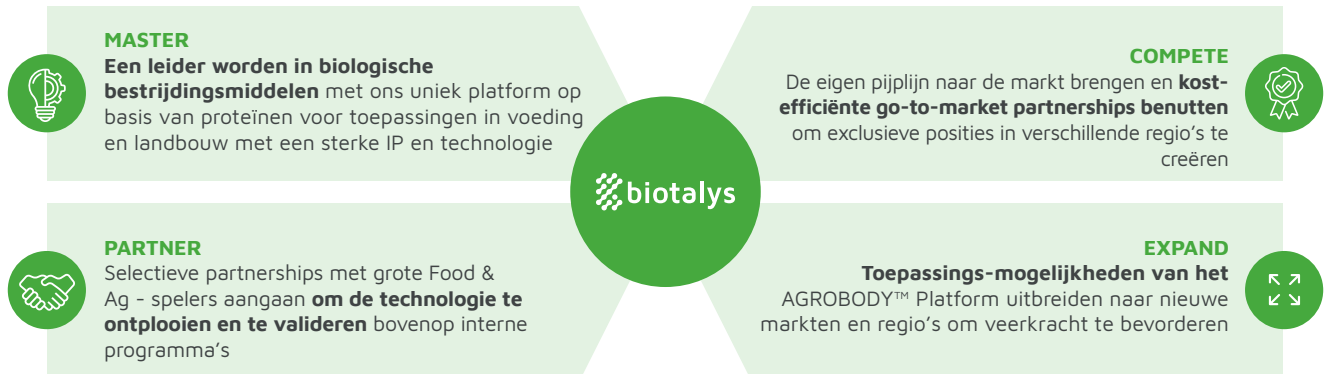 MASTER
Een leider worden in biologische
bestrijdingsmiddelen met ons uniek platform op
basis van proteïnen voor toepassingen in voeding
en landbouw met een sterke IP en technologie
COMPETE
De eigen pijplijn naar de markt brengen en kost-
efficiënte go-to-market partnerships benutten
om exclusieve posities in verschillende regio's te
creëren
biotalys
PARTNER
Selectieve partnerships met grote Food &
Ag - spelers aangaan om de technologie te
ontplooien en te valideren bovenop interne
programma's
EXPAND
Toepassings-mogelijkheden van het
AGROBODY™ Platform uitbreiden naar nieuwe
markten en regio's om veerkracht te bevorderen